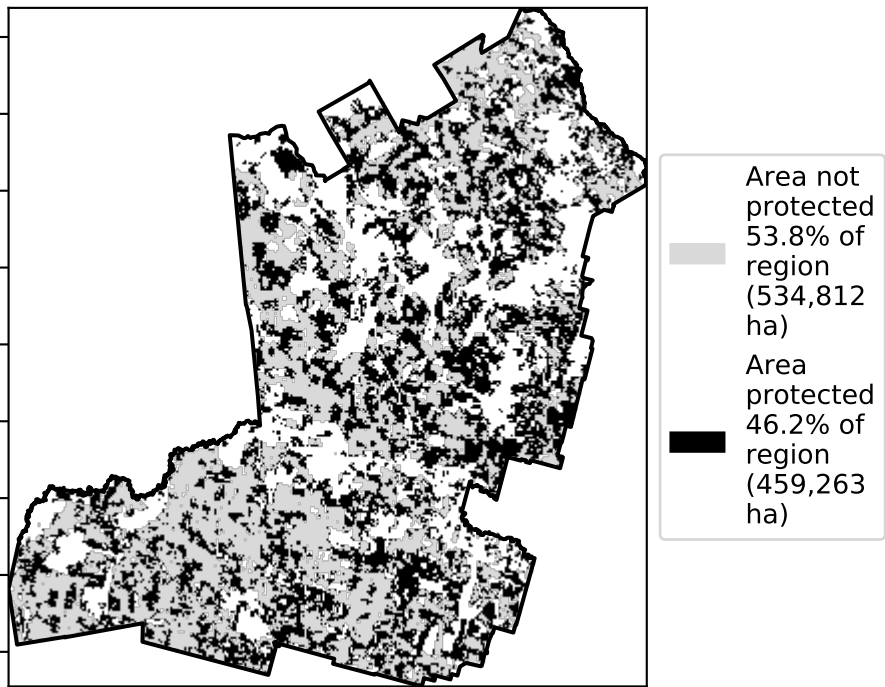 Area not
protected
53.8% of
region
(534,812
ha)
Area
protected
46.2% of
region
(459,263
ha)